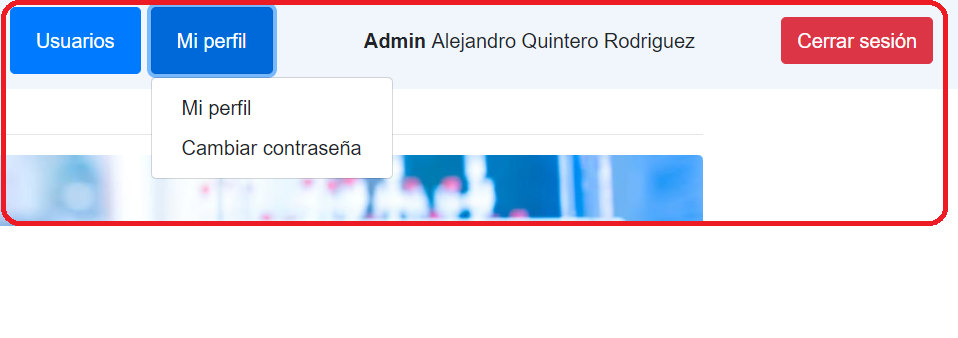 Usuarios Mi perfil Admin Alejandro Quintero Rodriguez Cerrar sesión
Mi perfil
Cambiar contraseña